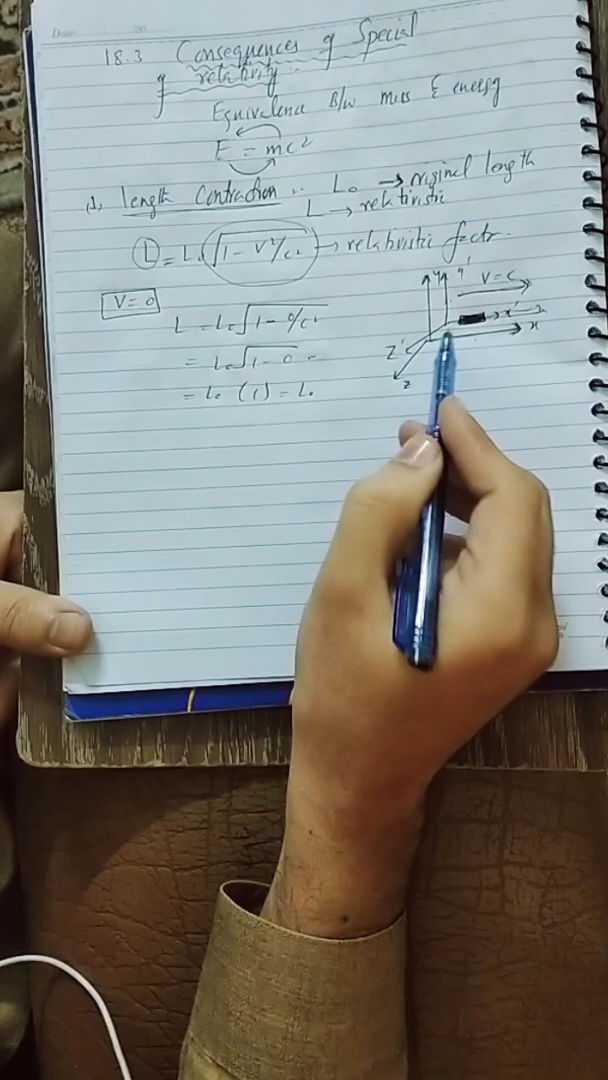 Date:
18.3 Consequences of Special
of relativity :-
Equivalence B/w mass & energy
E = mc²
(1) length Contraction :- L₀ → original length
L → relativistic
L = L₀√1 - v²/c² → relativistic factor.
V = 0
L = L₀√1 - 0/c²
= L₀√1 - 0
= L₀ (1) = L₀
y y' V = c
x'
x
z'
z